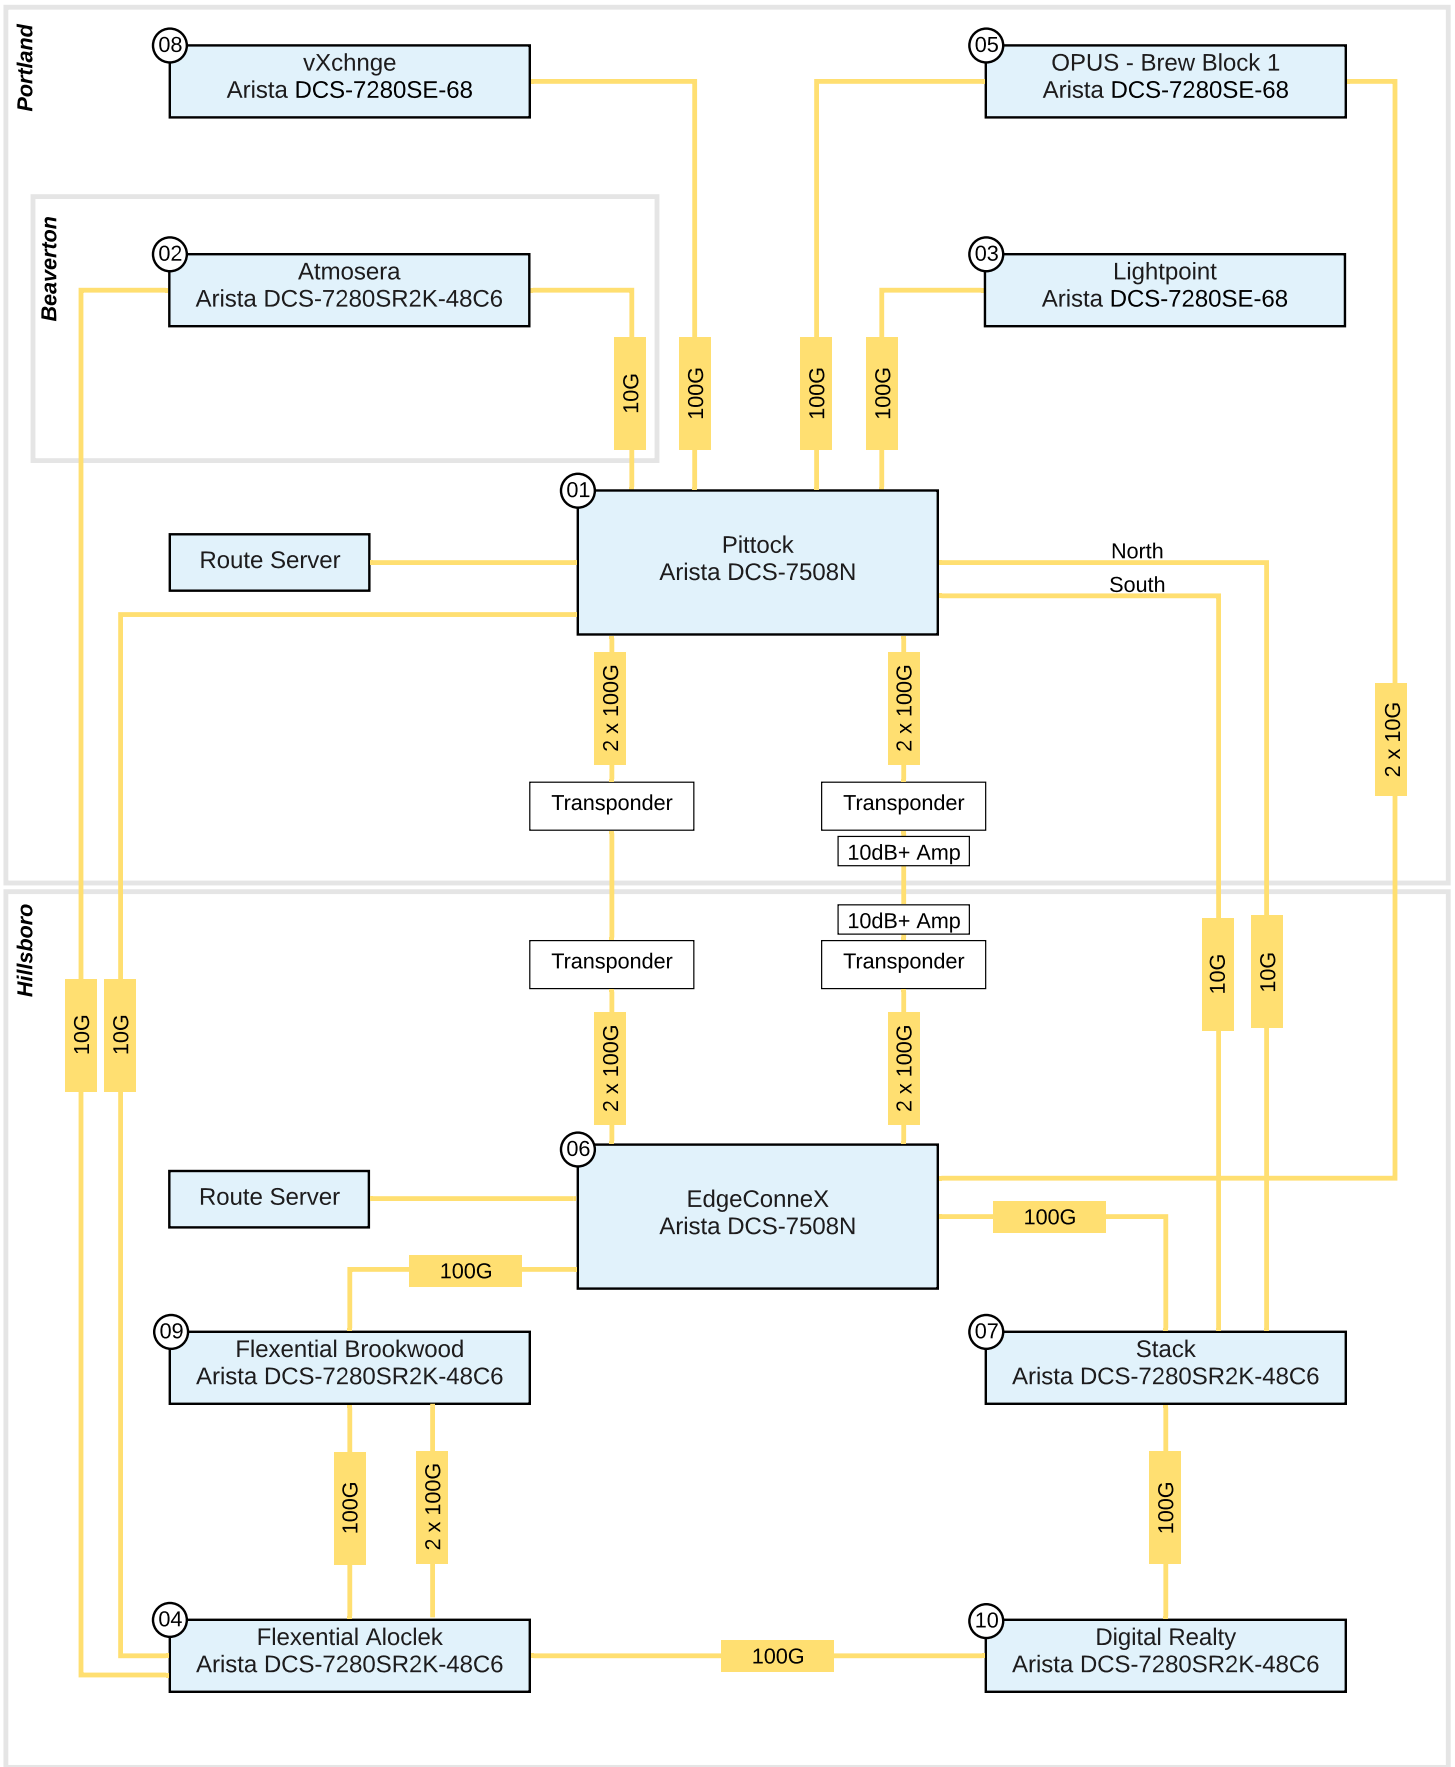 Portland
08
vXchnge
Arista DCS-7280SE-68
05
OPUS - Brew Block 1
Arista DCS-7280SE-68
Beaverton
02
Atmosera
Arista DCS-7280SR2K-48C6
03
Lightpoint
Arista DCS-7280SE-68
10G
100G
100G
100G
01
Pittock
Arista DCS-7508N
Route Server
North
South
2 x 100G
2 x 100G
2 x 10G
Transponder
Transponder
10dB+ Amp
Hillsboro
10dB+ Amp
Transponder
Transponder
10G
10G
10G
10G
2 x 100G
2 x 100G
06
EdgeConneX
Arista DCS-7508N
Route Server
100G
100G
09
Flexential Brookwood
Arista DCS-7280SR2K-48C6
07
Stack
Arista DCS-7280SR2K-48C6
100G
2 x 100G
100G
04
Flexential Aloclek
Arista DCS-7280SR2K-48C6
100G
10
Digital Realty
Arista DCS-7280SR2K-48C6